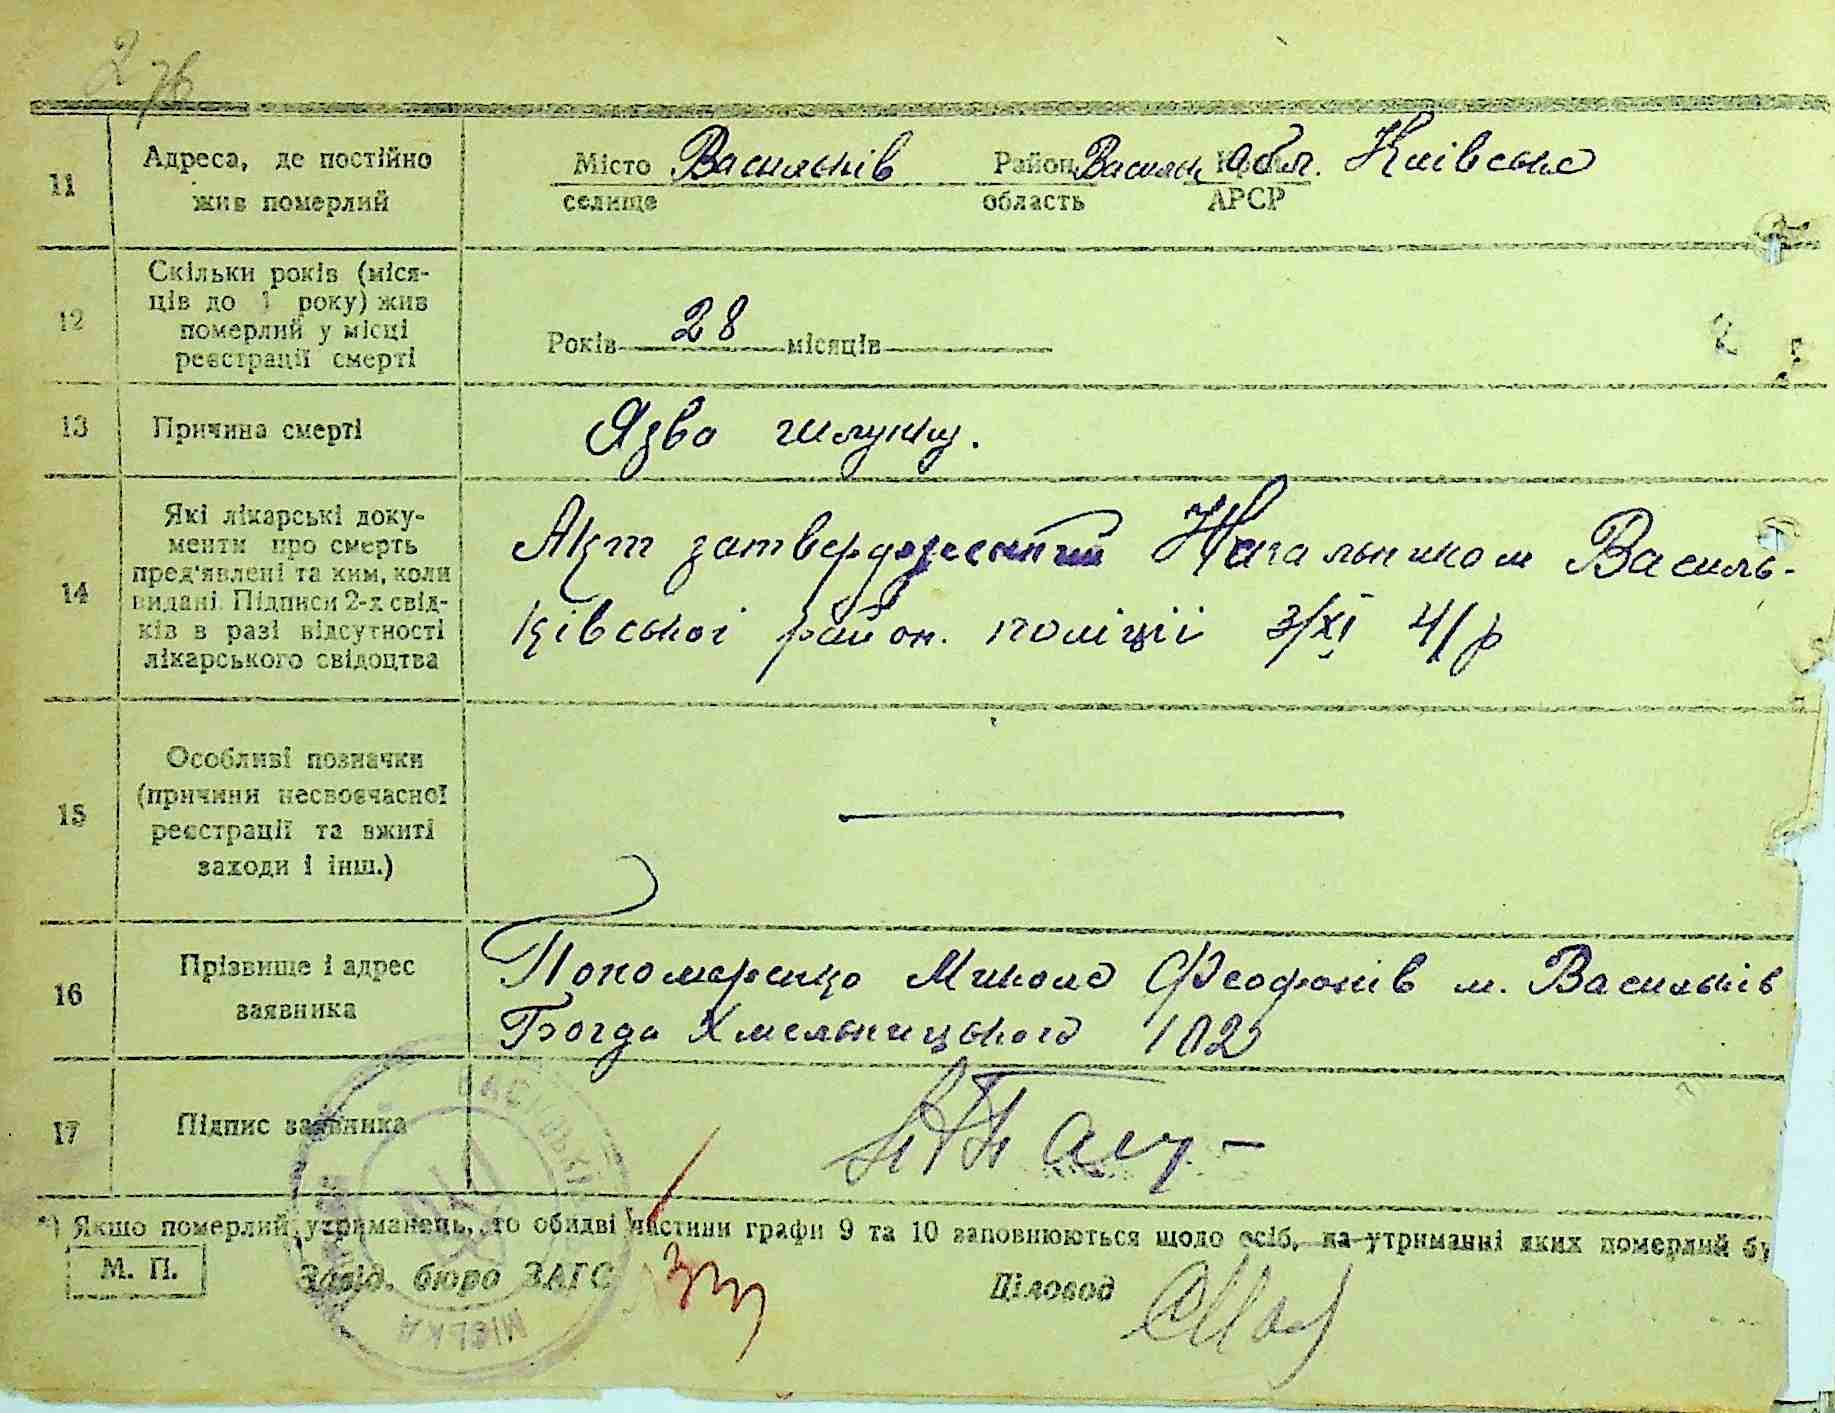 276
11
Адреса, де постійно
жив померлий
Місто Васильків Район Васильк. обл. Київська
селище область АРСР
12
Скільки років (міся-
ців до 1 року) жив
померлий у місці
реєстрації смерті
Років 28 місяців
13
Причина смерті
Язва шлунку.
14
Які лікарські доку-
менти про смерть
пред'явлені та ким, коли
видані. Підписи 2-х свід-
ків в разі відсутності
лікарського свідоцтва
Акт затверджений Начальником Василь-
ківської район. поліції 3/XI 41 р
15
Особливі позначки
(причини несвоєчасної
реєстрації та вжиті
заходи і інш.)
16
Прізвище і адрес
заявника
Пономаренко Микола Феофанів м. Васильків
Богда Хмельницького 102
17
Підпис заявника
*) Якщо померлий утриманець, то обидві частини графи 9 та 10 заповнюються щодо осіб, на утриманні яких померлий бу
М. П.
Завід. бюро ЗАГС
Діловод
МІСЬКА